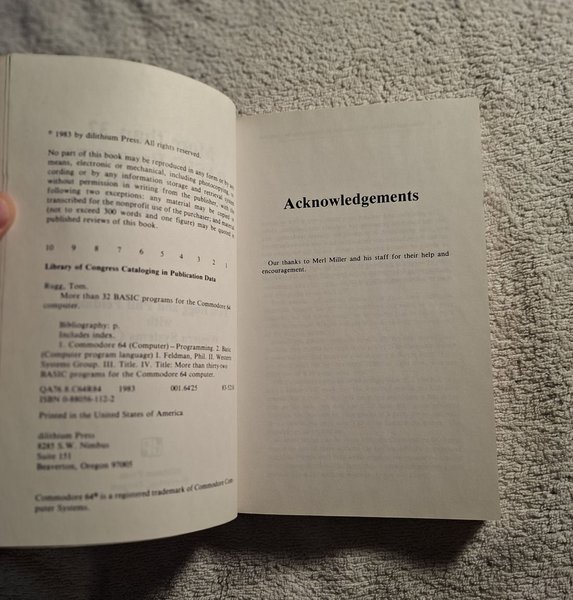 © 1983 by dilithium Press. All rights reserved.
No part of this book may be reproduced in any form or by any
means, electronic or mechanical, including photocopying, re-
cording or by any information storage and retrieval system
without permission in writing from the publisher, with the
following two exceptions: any material may be copied or
transcribed for the nonprofit use of the purchaser; and material
(not to exceed 300 words and one figure) may be quoted in
published reviews of this book.
10 9 8 7 6 5 4 3 2 1
Library of Congress Cataloging in Publication Data
Rugg, Tom.
More than 32 BASIC programs for the Commodore 64
computer.
Bibliography: p.
Includes index.
1. Commodore 64 (Computer)—Programming. 2. Basic
(Computer program language) I. Feldman, Phil. II. Western
Systems Group. III. Title. IV. Title: More than thirty-two
BASIC programs for the Commodore 64 computer.
QA76.8.C64R84 1983 001.64'25
ISBN 0-88056-112-2
Printed in the United States of America
dilithium Press
8285 S.W. Nimbus
Suite 151
Beaverton, Oregon 97005
Commodore 64® is a registered trademark of Commodore Com-
puter Systems.
Acknowledgements
Our thanks to Merl Miller and his staff for their help and
encouragement.